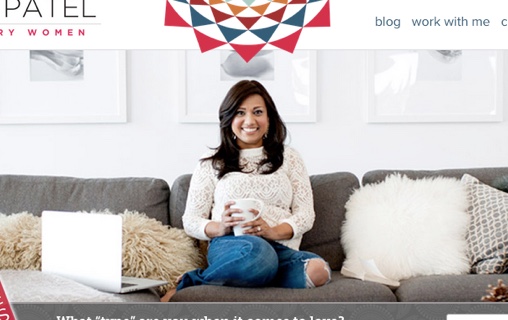 PATEL
RY WOMEN
blog work with me c
What "type" are you when it comes to love?